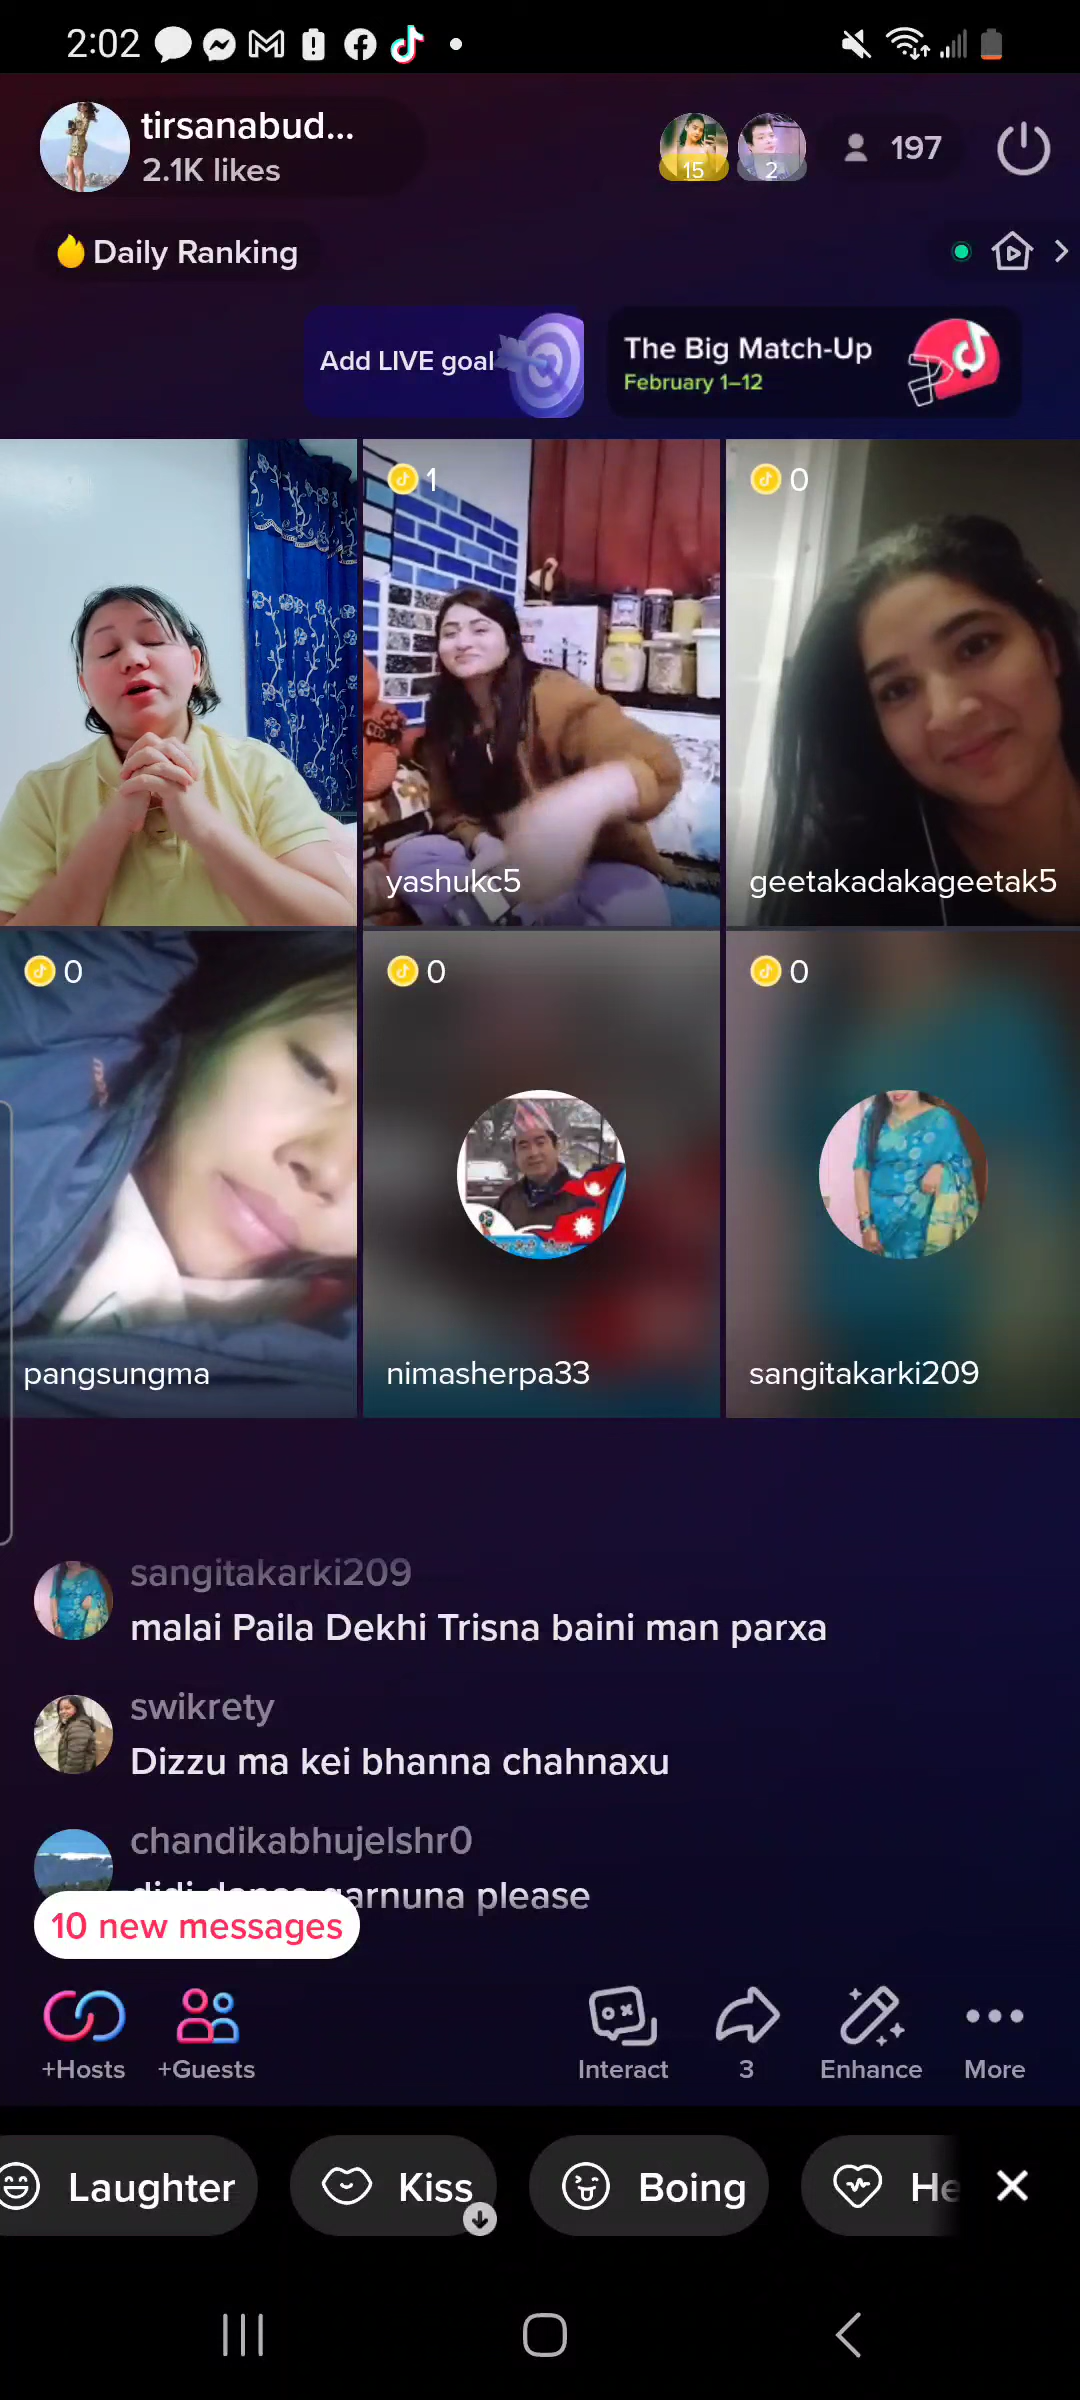 2:02
tirsanabud...
2.1K likes
15
2
197
Daily Ranking
Add LIVE goal
The Big Match-Up
February 1–12
1
0
yashukc5
geetakadakageetak5
0
0
0
pangsungma
nimasherpa33
sangitakarki209
sangitakarki209
malai Paila Dekhi Trisna baini man parxa
swikrety
Dizzu ma kei bhanna chahnaxu
chandikabhujelshr0
didi dance garnuna please
10 new messages
+Hosts
+Guests
Interact
3
Enhance
More
Laughter
Kiss
Boing
He